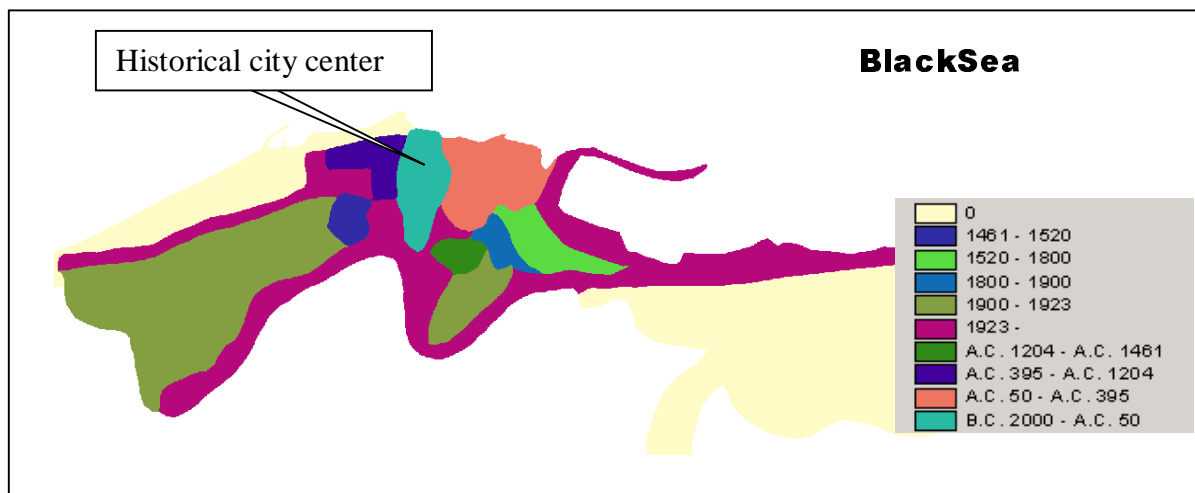 Historical city center
BlackSea
0
1461 - 1520
1520 - 1800
1800 - 1900
1900 - 1923
1923 -
A.C. 1204 - A.C. 1461
A.C. 395 - A.C. 1204
A.C. 50 - A.C. 395
B.C. 2000 - A.C. 50